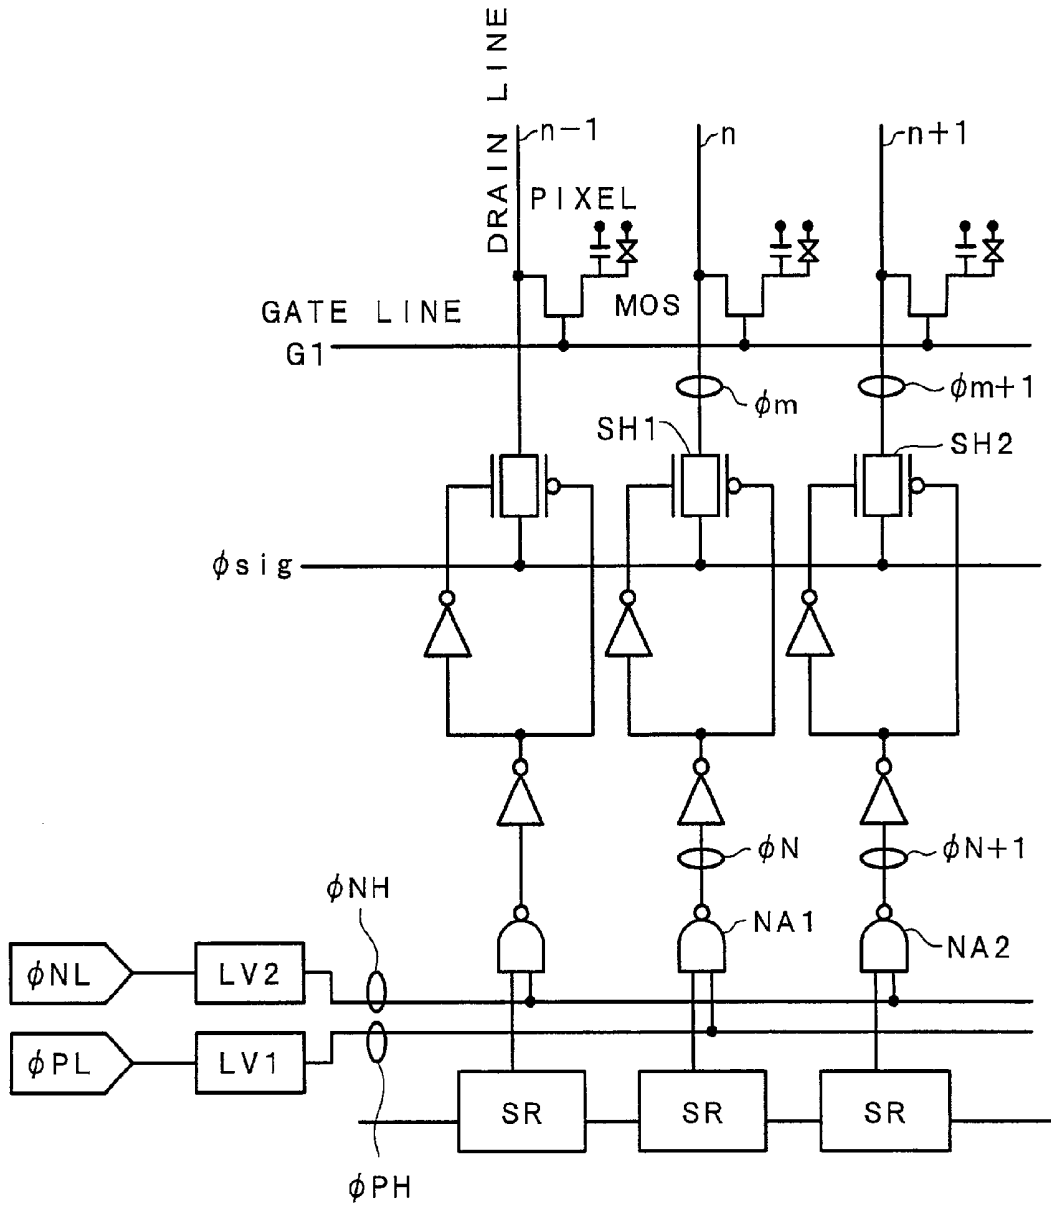 DRAIN LINE
n-1
n
n+1
PIXEL
MOS
GATE LINE
G1
ϕm
ϕm+1
SH1
SH2
ϕsig
ϕN
ϕN+1
ϕNH
NA1
NA2
ϕNL
LV2
ϕPL
LV1
SR
SR
SR
ϕPH